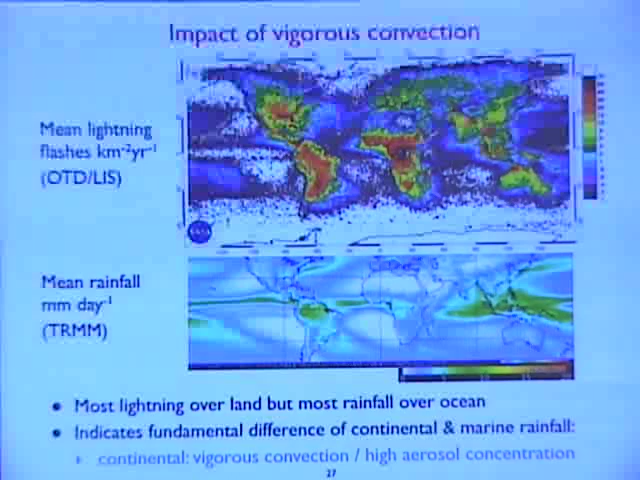 Impact of vigorous convection
Mean lightning
flashes km⁻²yr⁻¹
(OTD/LIS)
Mean rainfall
mm day⁻¹
(TRMM)
• Most lightning over land but most rainfall over ocean
• Indicates fundamental difference of continental & marine rainfall:
continental: vigorous convection / high aerosol concentration
27